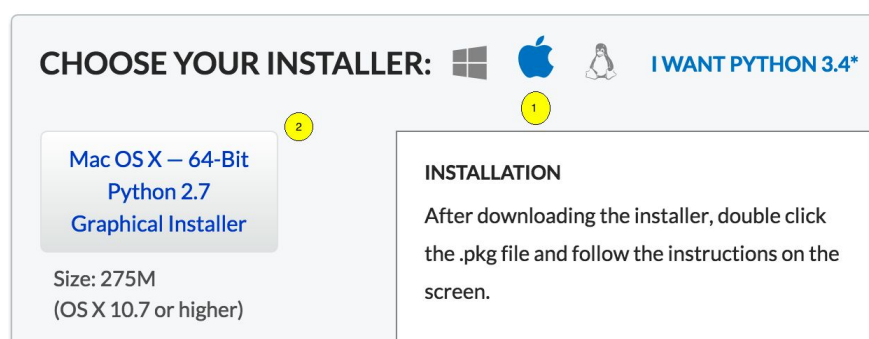 CHOOSE YOUR INSTALLER:
I WANT PYTHON 3.4*
1
2
Mac OS X — 64-Bit
Python 2.7
Graphical Installer
Size: 275M
(OS X 10.7 or higher)
INSTALLATION
After downloading the installer, double click
the .pkg file and follow the instructions on the
screen.